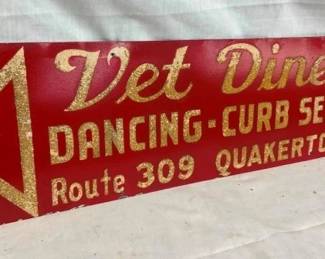 Vet Dine
DANCING - CURB SE
Route 309 QUAKERTO